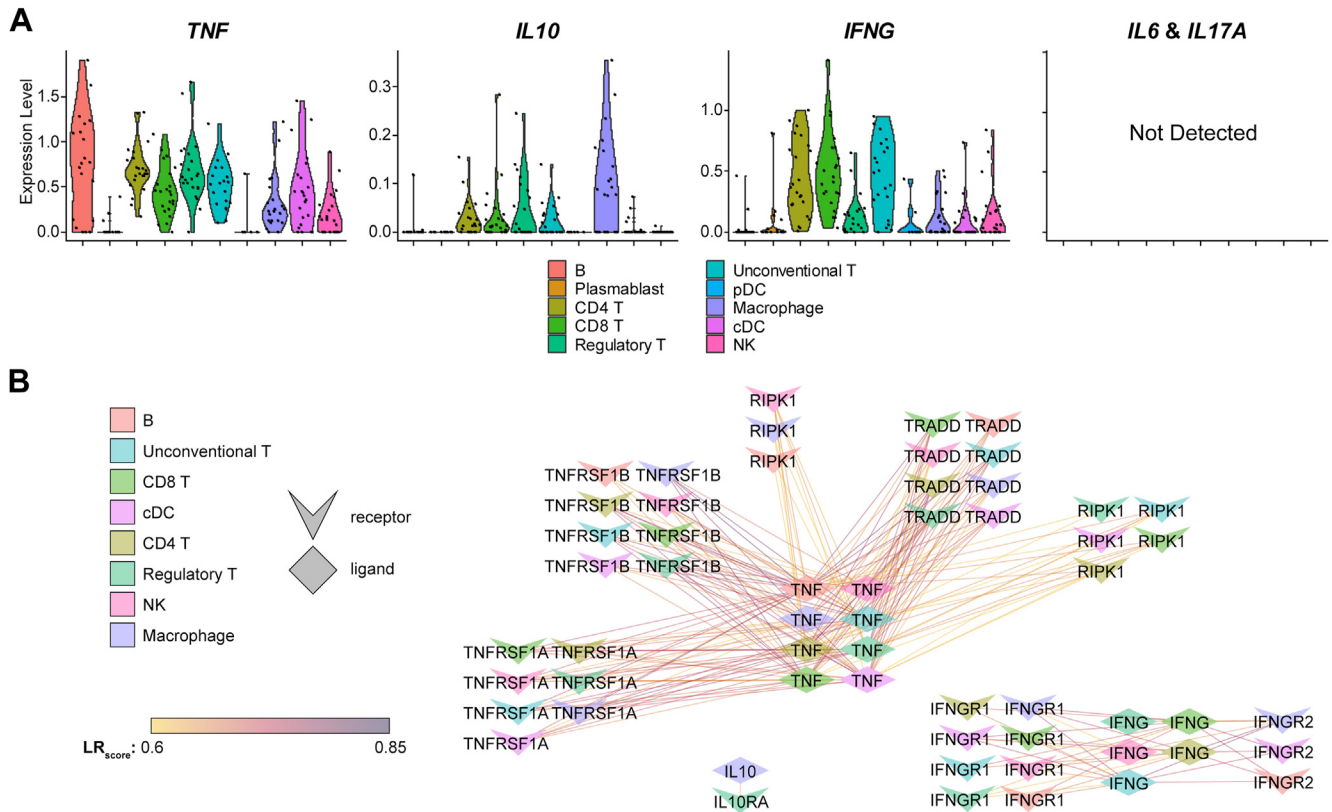 A
TNF IL10 IFNG IL6 & IL17A
Expression Level
1.5
1.0
0.5
0.0
0.3
0.2
0.1
0.0
1.0
0.5
0.0
Not Detected
B Unconventional T
Plasmablast pDC
CD4 T Macrophage
CD8 T cDC
Regulatory T NK
B
B
Unconventional T
CD8 T
cDC
CD4 T
Regulatory T
NK
Macrophage
receptor
ligand
LRscore: 0.6 0.85
RIPK1
RIPK1
RIPK1
TRADD TRADD
TRADD TRADD
TRADD TRADD
TRADD TRADD
TNFRSF1B TNFRSF1B
TNFRSF1B TNFRSF1B
TNFRSF1B TNFRSF1B
TNFRSF1B TNFRSF1B
RIPK1 RIPK1
RIPK1 RIPK1
RIPK1
TNF TNF
TNF TNF
TNF TNF
TNF TNF
TNFRSF1A TNFRSF1A
TNFRSF1A TNFRSF1A
TNFRSF1A TNFRSF1A
TNFRSF1A
IL10
IL10RA
IFNGR1 IFNGR1 IFNG IFNG IFNGR2
IFNGR1 IFNGR1 IFNG IFNG IFNGR2
IFNGR1 IFNGR1 IFNG IFNGR2
IFNGR1 IFNGR1